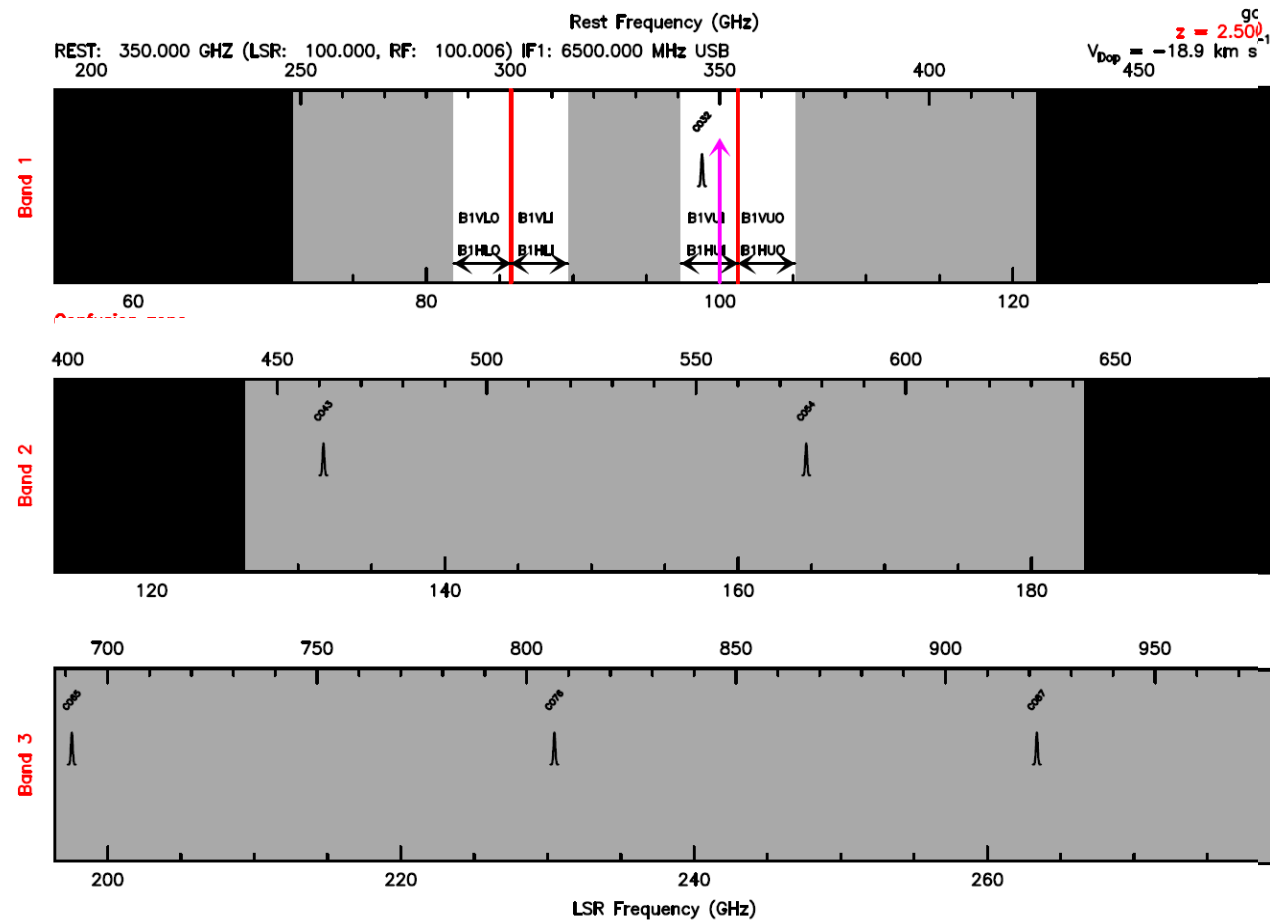 Rest Frequency (GHz)
z = 2.500
REST: 350.000 GHZ (LSR: 100.000, RF: 100.006) IF1: 6500.000 MHz USB
V_Dop = -18.9 km s^-1
200 250 300 350 400 450
Band 1
CO32
B1VLO B1VLI B1VUI B1VUO
B1HLO B1HLI B1HUI B1HUO
60 80 100 120
400 450 500 550 600 650
Band 2
CO43 CO54
120 140 160 180
700 750 800 850 900 950
Band 3
CO65 CO76 CO87
200 220 240 260
LSR Frequency (GHz)